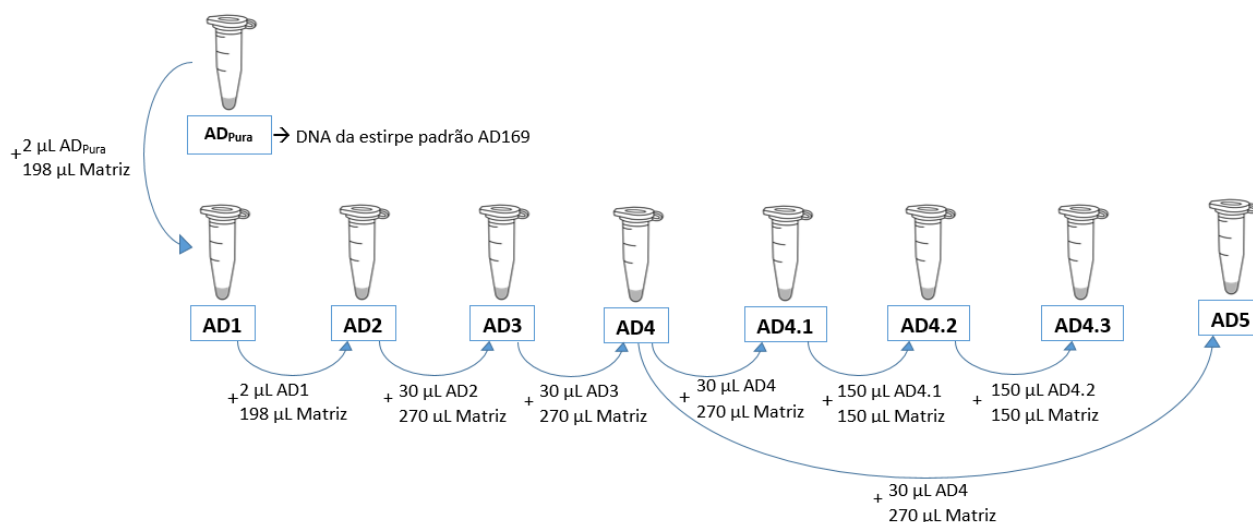 ADPura → DNA da estirpe padrão AD169
+ 2 µL ADPura
198 µL Matriz
AD1 AD2 AD3 AD4 AD4.1 AD4.2 AD4.3 AD5
+ 2 µL AD1
198 µL Matriz
+ 30 µL AD2
270 µL Matriz
+ 30 µL AD3
270 µL Matriz
+ 30 µL AD4
270 µL Matriz
+ 150 µL AD4.1
150 µL Matriz
+ 150 µL AD4.2
150 µL Matriz
+ 30 µL AD4
270 µL Matriz